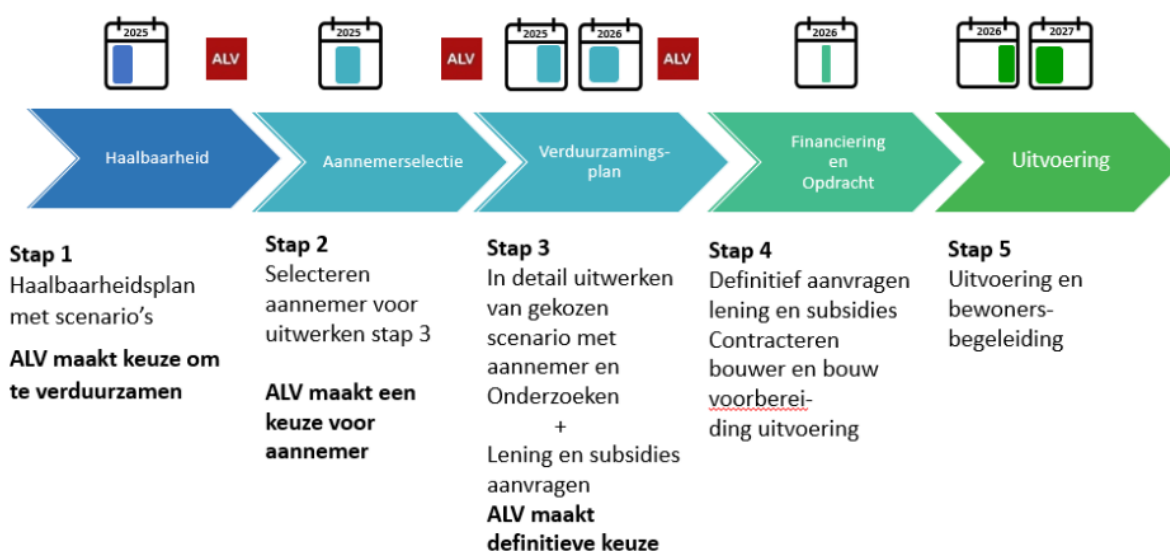 2025
ALV
2025
ALV
2025
2026
ALV
2026
2026
2027
Haalbaarheid
Aannemerselectie
Verduurzamings-
plan
Financiering
en
Opdracht
Uitvoering
Stap 1
Haalbaarheidsplan
met scenario's
ALV maakt keuze om
te verduurzamen
Stap 2
Selecteren
aannemer voor
uitwerken stap 3
ALV maakt een
keuze voor
aannemer
Stap 3
In detail uitwerken
van gekozen
scenario met
aannemer en
Onderzoeken
+
Lening en subsidies
aanvragen
ALV maakt
definitieve keuze
Stap 4
Definitief aanvragen
lening en subsidies
Contracteren
bouwer en bouw
voorberei-
ding uitvoering
Stap 5
Uitvoering en
bewoners-
begeleiding